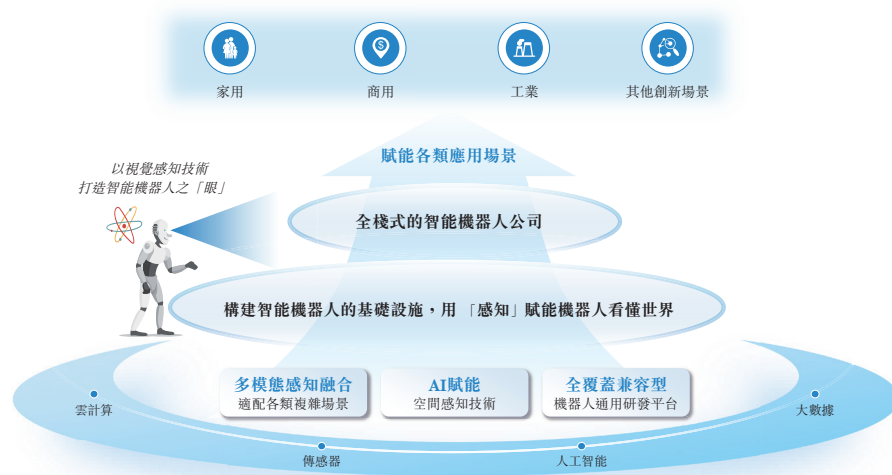 家用
商用
工業
其他創新場景
賦能各類應用場景
以視覺感知技術
打造智能機器人之「眼」
全棧式的智能機器人公司
構建智能機器人的基礎設施，用「感知」賦能機器人看懂世界
多模態感知融合
適配各類複雜場景
AI賦能
空間感知技術
全覆蓋兼容型
機器人通用研發平台
雲計算
大數據
傳感器
人工智能